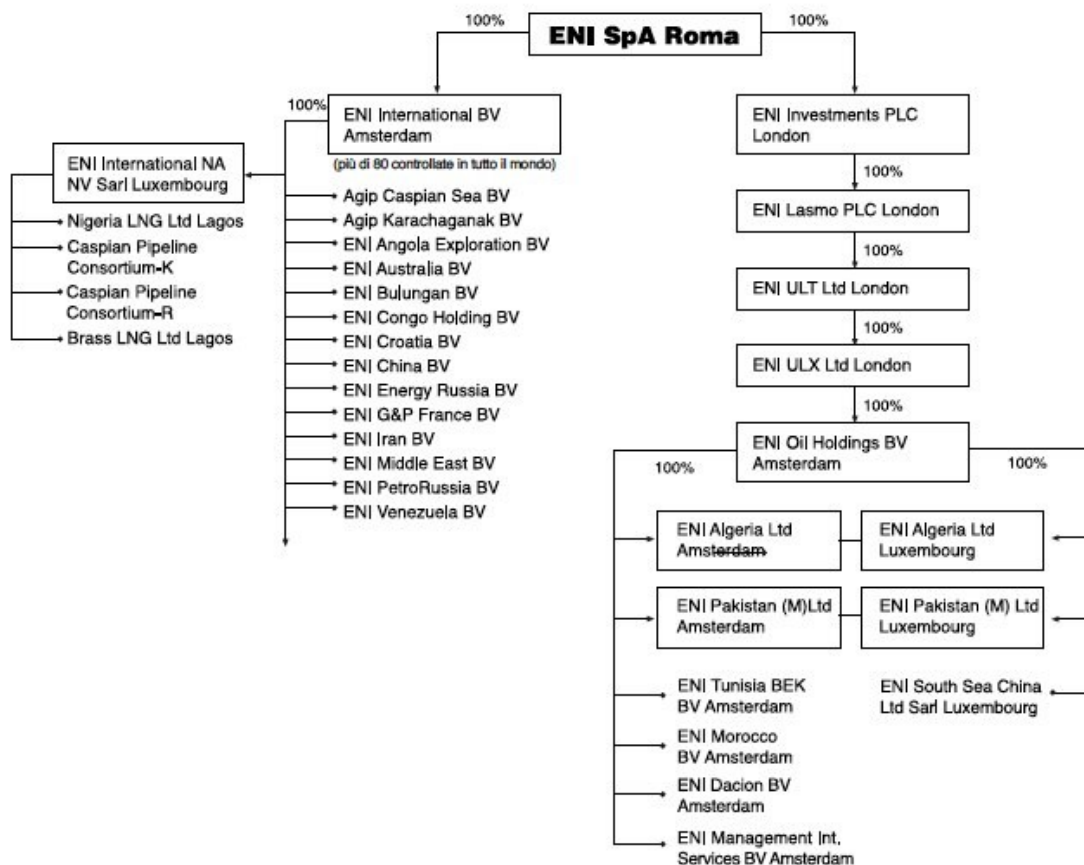 100%
ENI SpA Roma
100%
100%
ENI International BV
Amsterdam
(più di 80 controllate in tutto il mondo)
ENI International NA
NV Sarl Luxembourg
Nigeria LNG Ltd Lagos
Caspian Pipeline
Consortium-K
Caspian Pipeline
Consortium-R
Brass LNG Ltd Lagos
Agip Caspian Sea BV
Agip Karachaganak BV
ENI Angola Exploration BV
ENI Australia BV
ENI Bulungan BV
ENI Congo Holding BV
ENI Croatia BV
ENI China BV
ENI Energy Russia BV
ENI G&P France BV
ENI Iran BV
ENI Middle East BV
ENI PetroRussia BV
ENI Venezuela BV
ENI Investments PLC
London
100%
ENI Lasmo PLC London
100%
ENI ULT Ltd London
100%
ENI ULX Ltd London
100%
ENI Oil Holdings BV
Amsterdam
100%
100%
ENI Algeria Ltd
Amsterdam
ENI Algeria Ltd
Luxembourg
ENI Pakistan (M)Ltd
Amsterdam
ENI Pakistan (M) Ltd
Luxembourg
ENI Tunisia BEK
BV Amsterdam
ENI South Sea China
Ltd Sarl Luxembourg
ENI Morocco
BV Amsterdam
ENI Dacion BV
Amsterdam
ENI Management Int.
Services BV Amsterdam